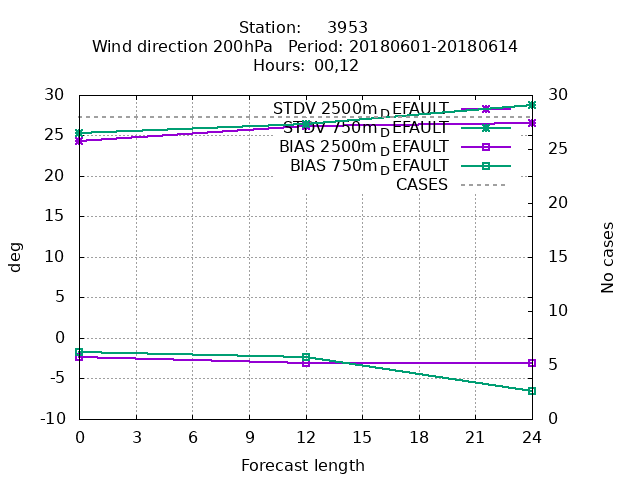 Station: 3953
Wind direction 200hPa Period: 20180601-20180614
Hours: 00,12
30 30
25 25
20 20
15 15
10 10
5 5
0 0
-5
-10
deg
No cases
STDV 2500m_DEFAULT
STDV 750m_DEFAULT
BIAS 2500m_DEFAULT
BIAS 750m_DEFAULT
CASES
0 3 6 9 12 15 18 21 24
Forecast length